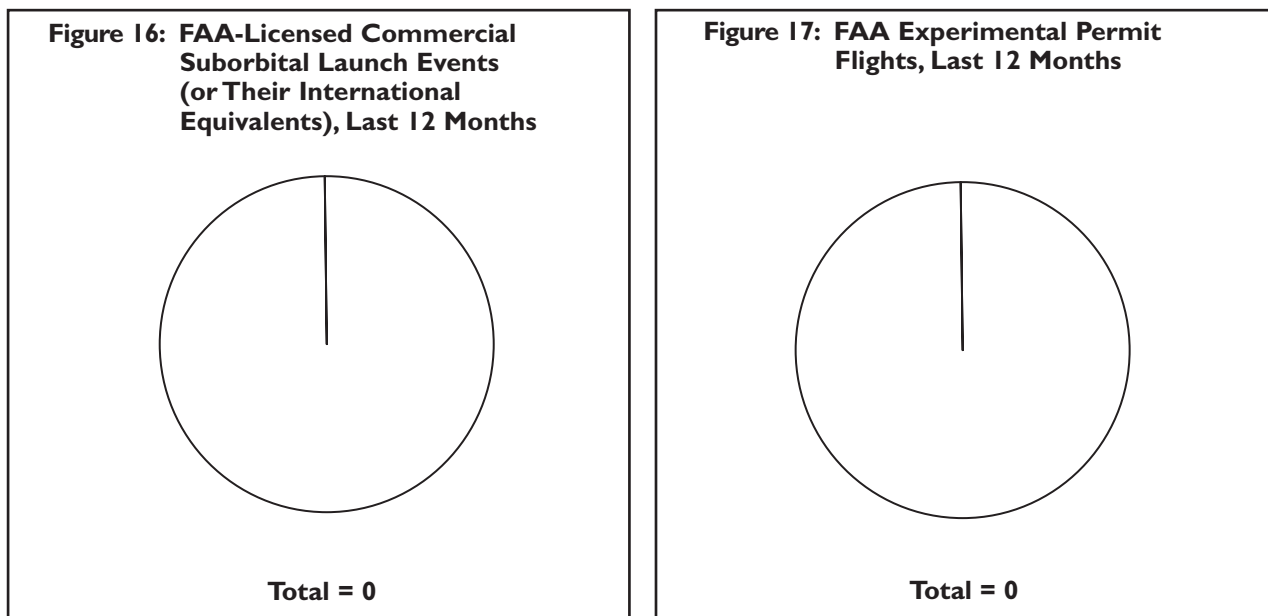 Figure 16: FAA-Licensed Commercial
Suborbital Launch Events
(or Their International
Equivalents), Last 12 Months
Total = 0
Figure 17: FAA Experimental Permit
Flights, Last 12 Months
Total = 0